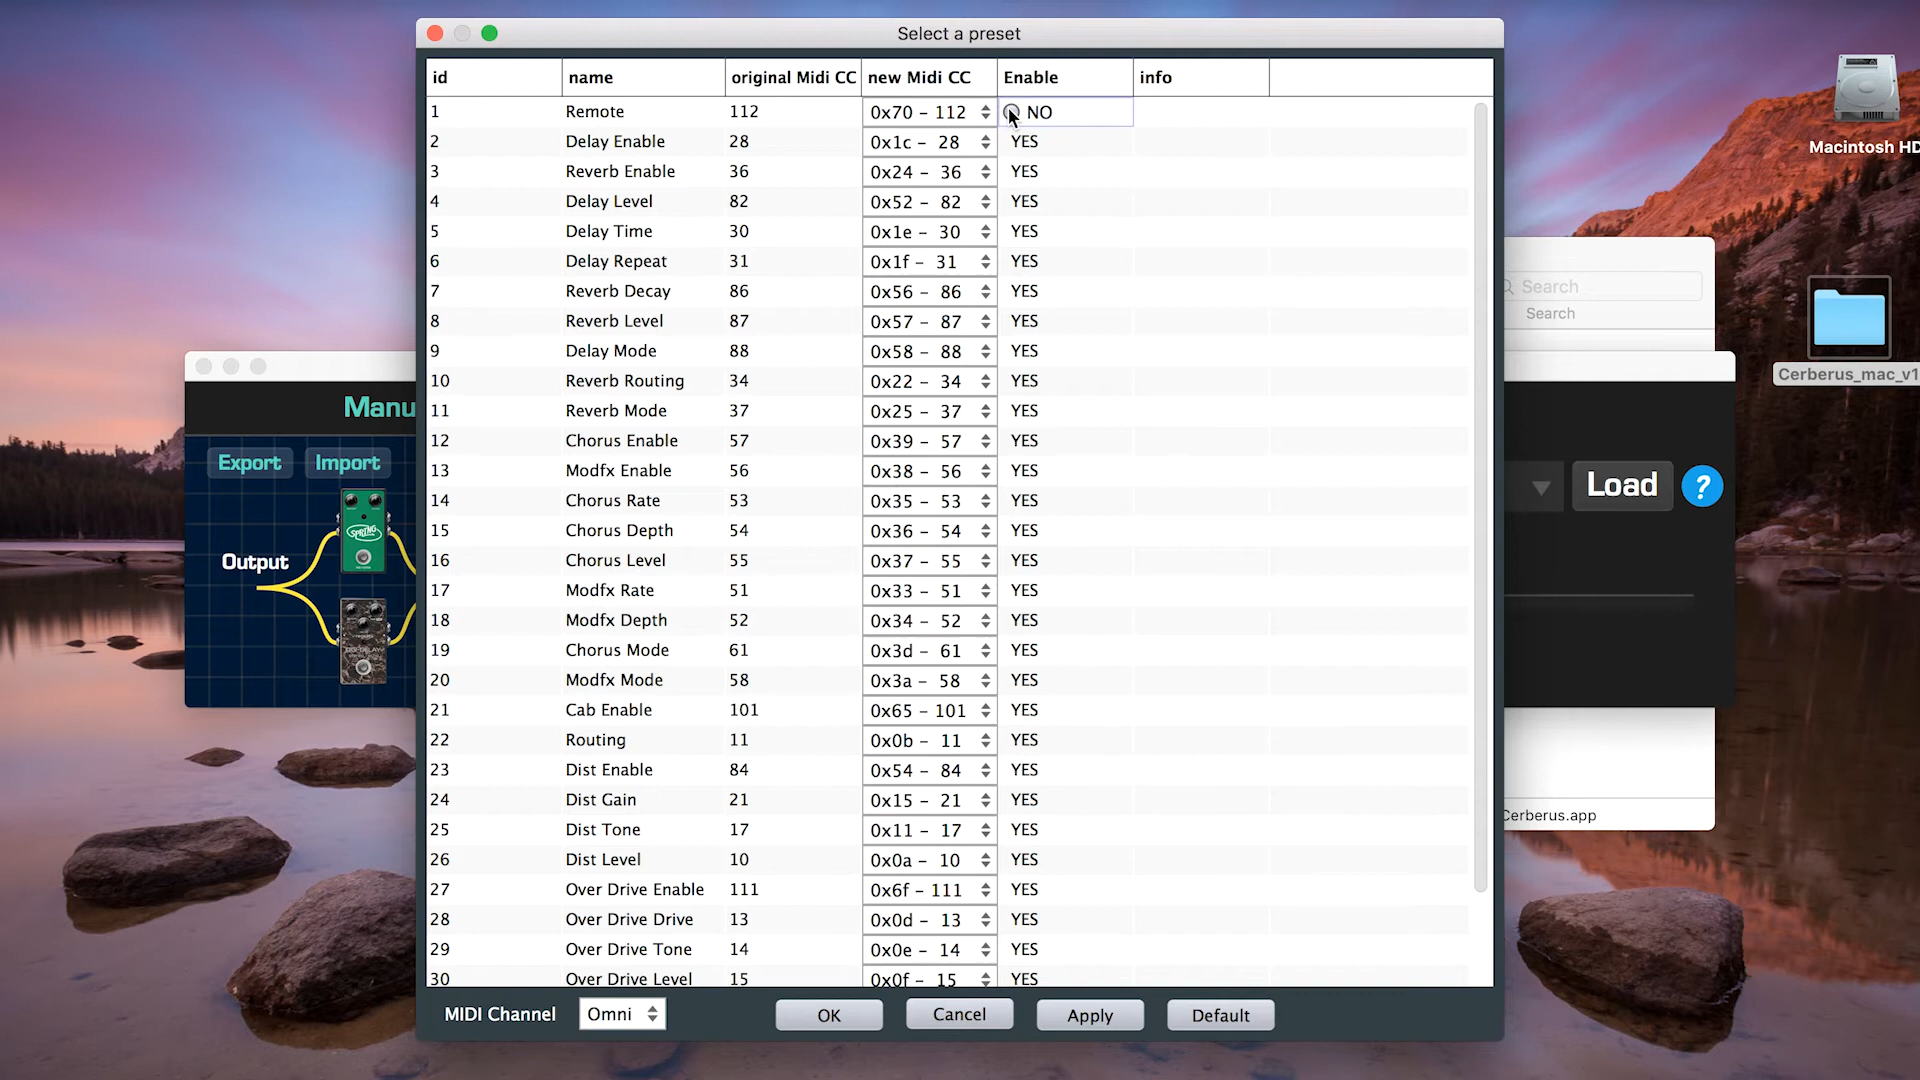 Select a preset
id name original Midi CC new Midi CC Enable info
1 Remote 112 0x70 - 112 NO
2 Delay Enable 28 0x1c - 28 YES
3 Reverb Enable 36 0x24 - 36 YES
4 Delay Level 82 0x52 - 82 YES
5 Delay Time 30 0x1e - 30 YES
6 Delay Repeat 31 0x1f - 31 YES
7 Reverb Decay 86 0x56 - 86 YES
8 Reverb Level 87 0x57 - 87 YES
9 Delay Mode 88 0x58 - 88 YES
10 Reverb Routing 34 0x22 - 34 YES
11 Reverb Mode 37 0x25 - 37 YES
12 Chorus Enable 57 0x39 - 57 YES
13 Modfx Enable 56 0x38 - 56 YES
14 Chorus Rate 53 0x35 - 53 YES
15 Chorus Depth 54 0x36 - 54 YES
16 Chorus Level 55 0x37 - 55 YES
17 Modfx Rate 51 0x33 - 51 YES
18 Modfx Depth 52 0x34 - 52 YES
19 Chorus Mode 61 0x3d - 61 YES
20 Modfx Mode 58 0x3a - 58 YES
21 Cab Enable 101 0x65 - 101 YES
22 Routing 11 0x0b - 11 YES
23 Dist Enable 84 0x54 - 84 YES
24 Dist Gain 21 0x15 - 21 YES
25 Dist Tone 17 0x11 - 17 YES
26 Dist Level 10 0x0a - 10 YES
27 Over Drive Enable 111 0x6f - 111 YES
28 Over Drive Drive 13 0x0d - 13 YES
29 Over Drive Tone 14 0x0e - 14 YES
30 Over Drive Level 15 0x0f - 15 YES
MIDI Channel Omni OK Cancel Apply Default
Manu
Export Import
SPRING
Output
Search
Search
Load ?
Cerberus.app
Macintosh HD
Cerberus_mac_v1